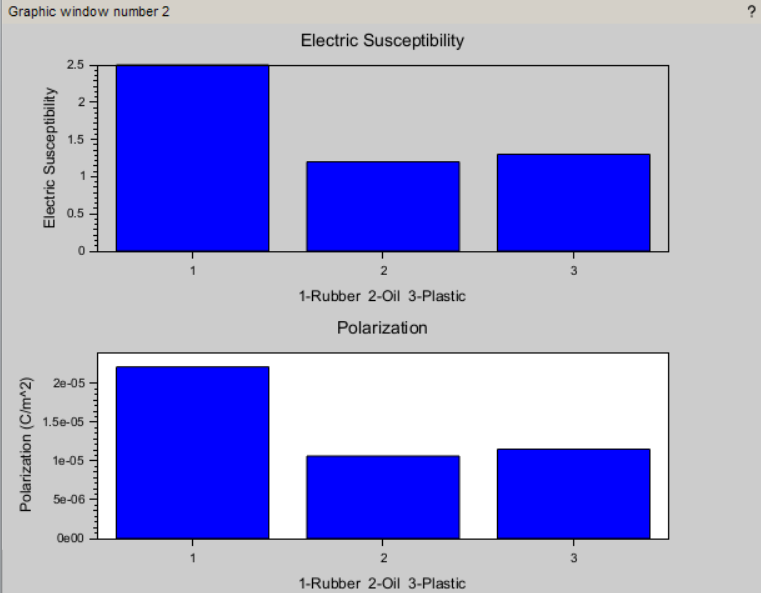 Graphic window number 2 ?
Electric Susceptibility
Electric Susceptibility
2.5
2
1.5
1
0.5
0
1 2 3
1-Rubber 2-Oil 3-Plastic
Polarization
Polarization (C/m^2)
2e-05
1.5e-05
1e-05
5e-06
0e00
1 2 3
1-Rubber 2-Oil 3-Plastic